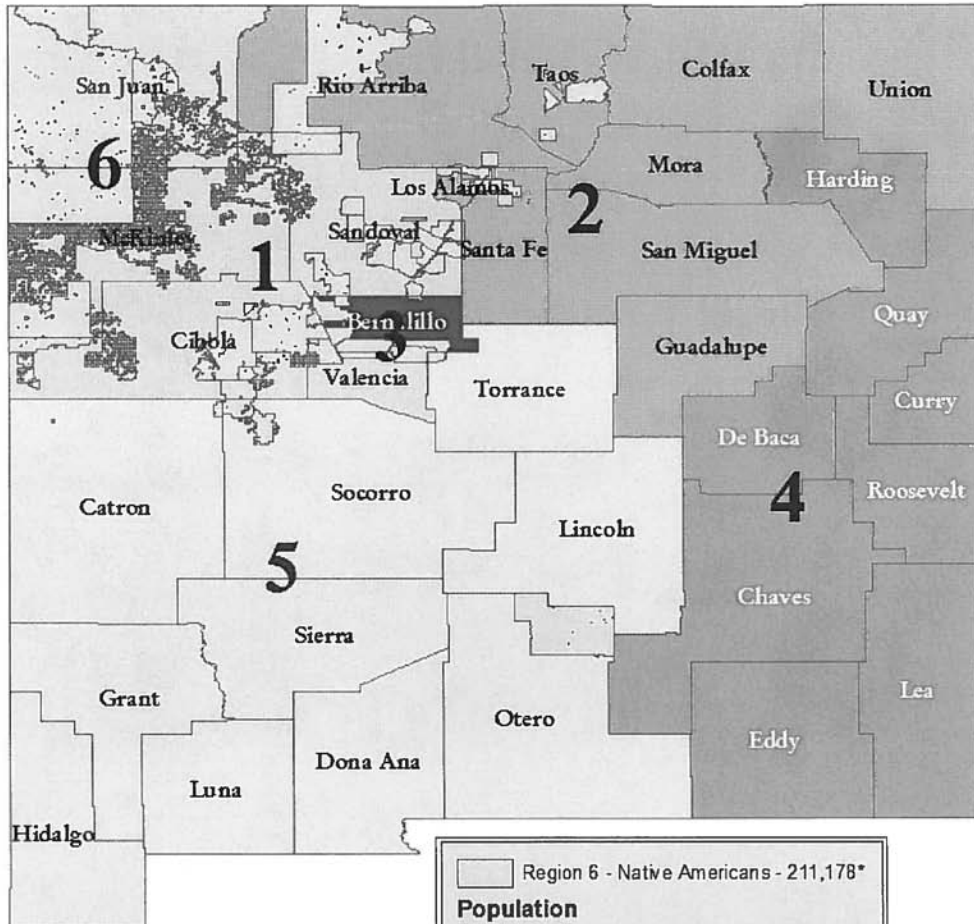 San Juan
Rio Arriba
Taos
Colfax
Union
6
Mora
Harding
Los Alamos
2
McKinley
Sandoval
Santa Fe
San Miguel
1
Bernalillo
3
Quay
Cibola
Guadalupe
Valencia
Torrance
Curry
De Baca
Catron
Socorro
4
Roosevelt
Lincoln
5
Chaves
Sierra
Grant
Lea
Otero
Eddy
Dona Ana
Luna
Hidalgo
Region 6 - Native Americans - 211,178*
Population